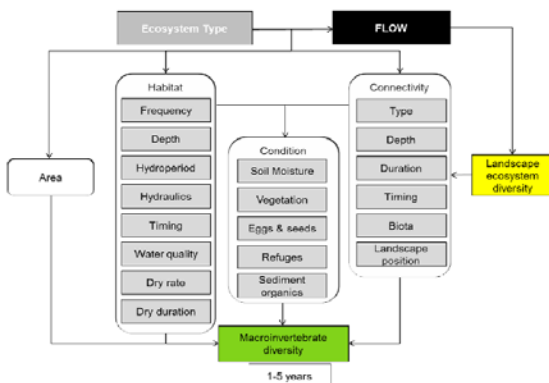 Ecosystem Type
FLOW
Habitat
Frequency
Depth
Hydroperiod
Hydraulics
Timing
Water quality
Dry rate
Dry duration
Connectivity
Type
Depth
Duration
Timing
Biota
Landscape
position
Condition
Soil Moisture
Vegetation
Eggs & seeds
Refuges
Sediment
organics
Area
Landscape
ecosystem
diversity
Macroinvertebrate
diversity
1-5 years